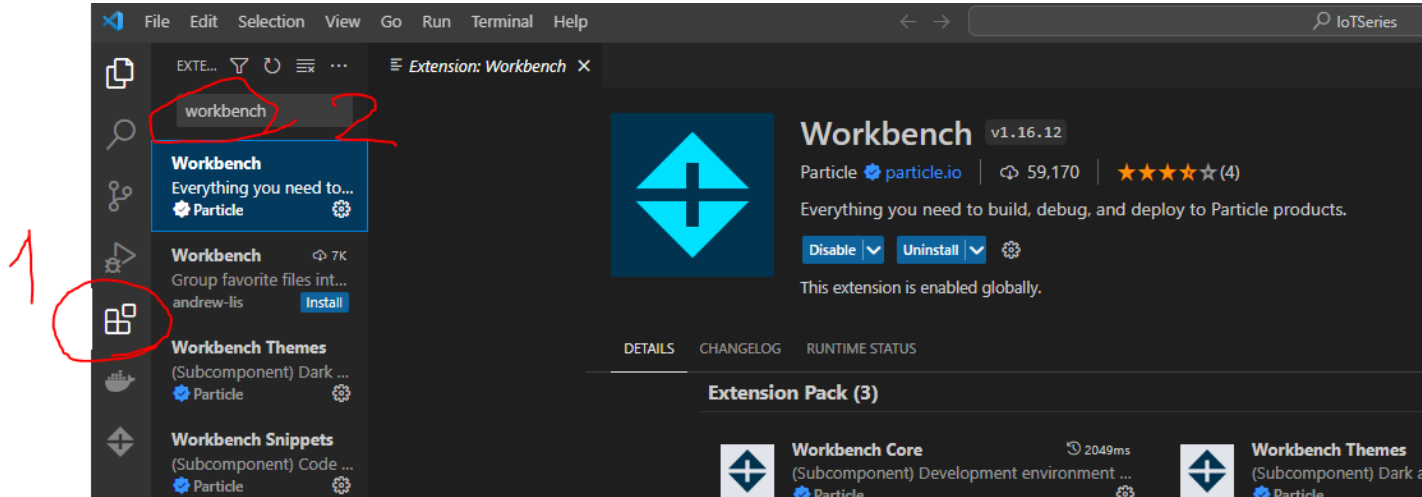 File Edit Selection View Go Run Terminal Help
IoTSeries
EXTE...
Extension: Workbench
workbench
2
1
Workbench
Everything you need to...
Particle
Workbench 7K
Group favorite files int...
andrew-lis Install
Workbench Themes
(Subcomponent) Dark ...
Particle
Workbench Snippets
(Subcomponent) Code ...
Particle
Workbench v1.16.12
Particle particle.io 59,170 (4)
Everything you need to build, debug, and deploy to Particle products.
Disable Uninstall
This extension is enabled globally.
DETAILS CHANGELOG RUNTIME STATUS
Extension Pack (3)
Workbench Core 2049ms
(Subcomponent) Development environment ...
Particle
Workbench Themes
(Subcomponent) Dark a
Particle